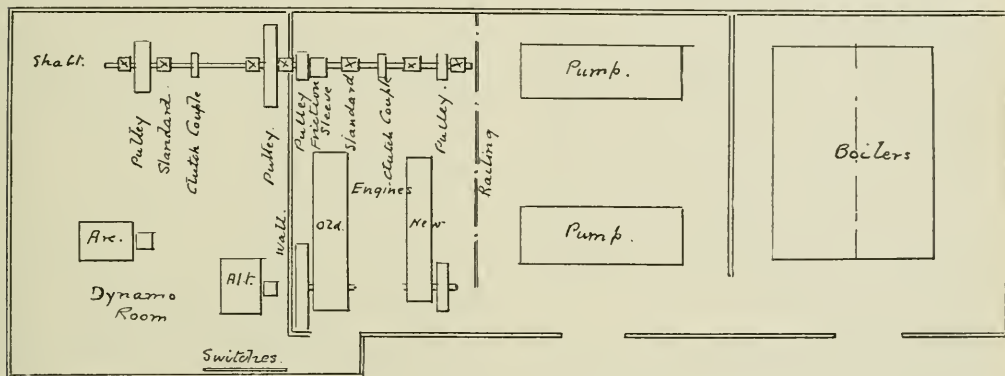 Shaft.
Pulley
Standard.
Clutch Couple
Pulley.
Pulley
Friction
Sleeve
Standard
Clutch Couple
Pulley.
Railing
Wall.
Engines
Old.
New
Pump.
Pump.
Boilers
Arc.
Alt.
Dynamo
Room
Switches.